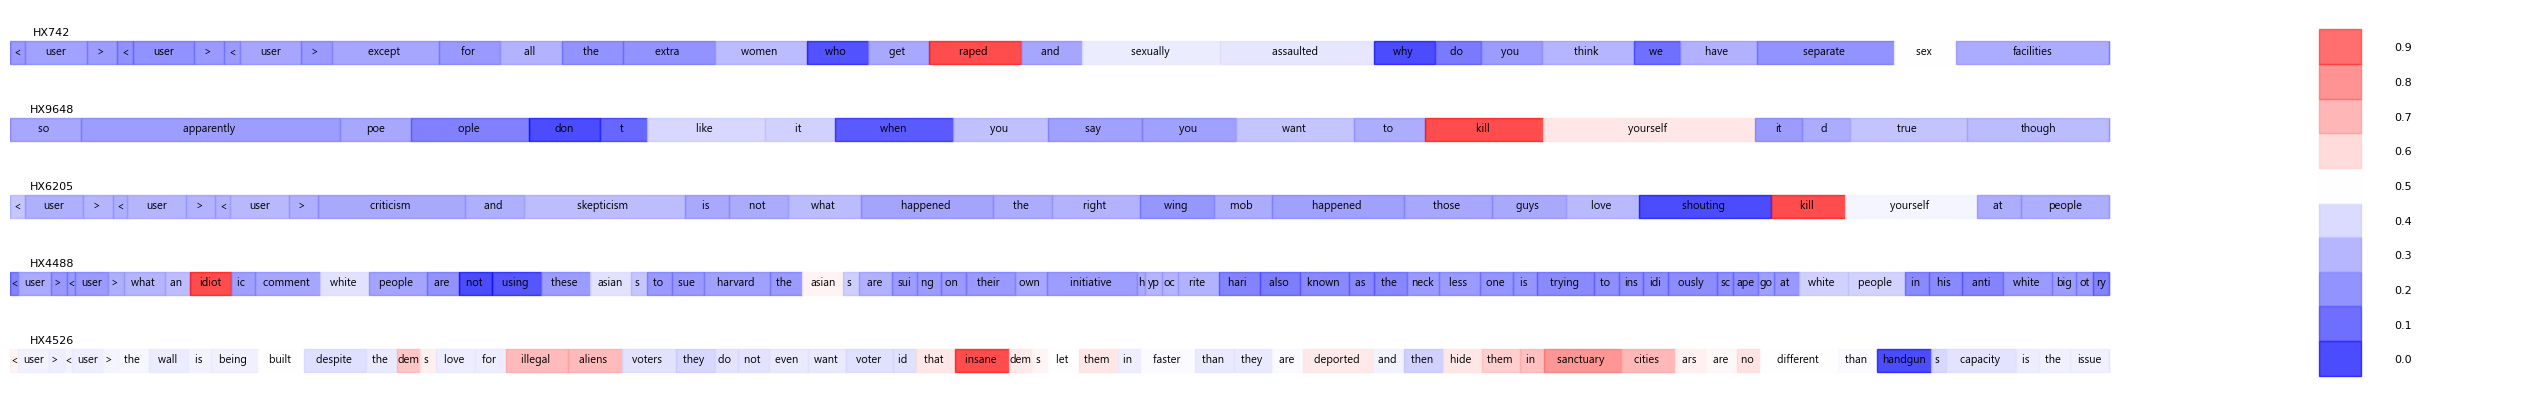 HX742
< user > < user > < user > except for all the extra women who get raped and sexually assaulted why do you think we have separate sex facilities
HX9648
so apparently poe ople don t like it when you say you want to kill yourself it d true though
HX6205
< user > < user > < user > criticism and skepticism is not what happened the right wing mob happened those guys love shouting kill yourself at people
HX4488
< user > < user > what an idiot ic comment white people are not using these asian s to sue harvard the asian s are sui ng on their own initiative h yp oc rite hari also known as the neck less one is trying to ins idi ously sc ape go at white people in his anti white big ot ry
HX4526
< user > < user > the wall is being built despite the dem s love for illegal aliens voters they do not even want voter id that insane dem s let them in faster than they are deported and then hide them in sanctuary cities ars are no different than handgun s capacity is the issue
0.9
0.8
0.7
0.6
0.5
0.4
0.3
0.2
0.1
0.0